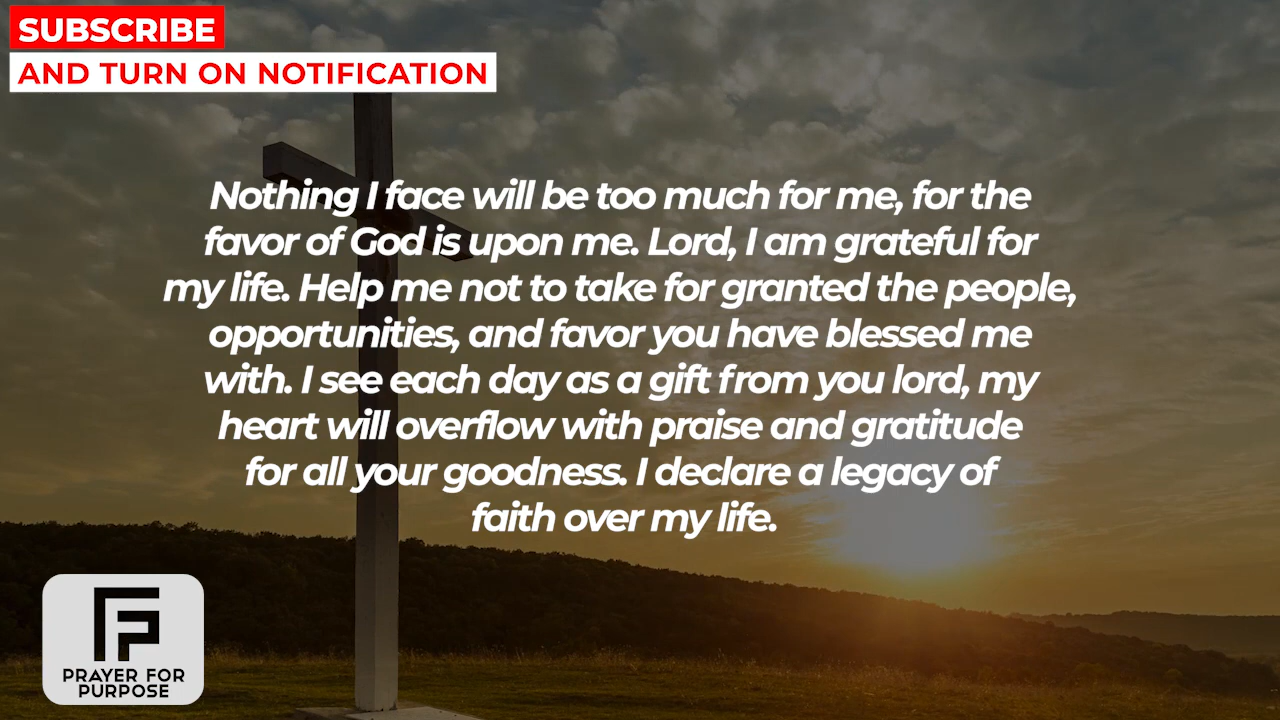 SUBSCRIBE
AND TURN ON NOTIFICATION
Nothing I face will be too much for me, for the
favor of God is upon me. Lord, I am grateful for
my life. Help me not to take for granted the people,
opportunities, and favor you have blessed me
with. I see each day as a gift from you lord, my
heart will overflow with praise and gratitude
for all your goodness. I declare a legacy of
faith over my life.
PRAYER FOR
PURPOSE